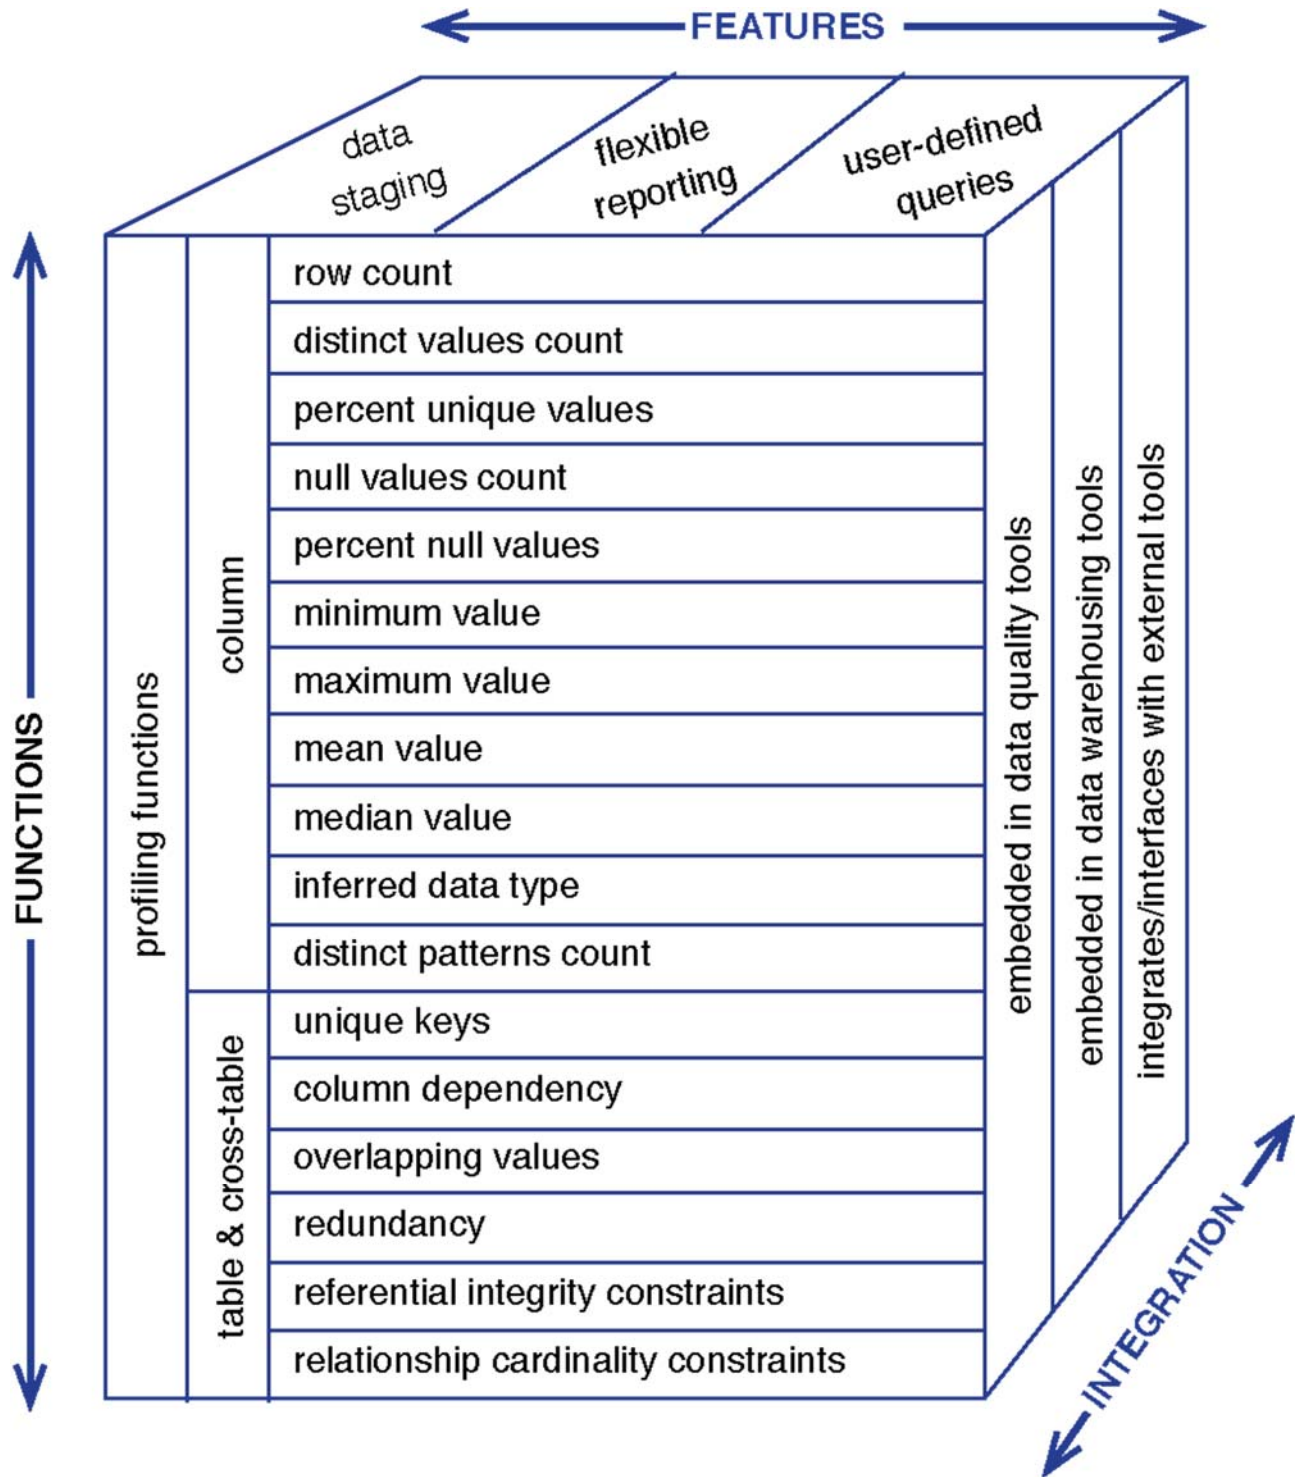 FEATURES
data
staging
flexible
reporting
user-defined
queries
FUNCTIONS
profiling functions
column
row count
distinct values count
percent unique values
null values count
percent null values
minimum value
maximum value
mean value
median value
inferred data type
distinct patterns count
table & cross-table
unique keys
column dependency
overlapping values
redundancy
referential integrity constraints
relationship cardinality constraints
embedded in data quality tools
embedded in data warehousing tools
integrates/interfaces with external tools
INTEGRATION